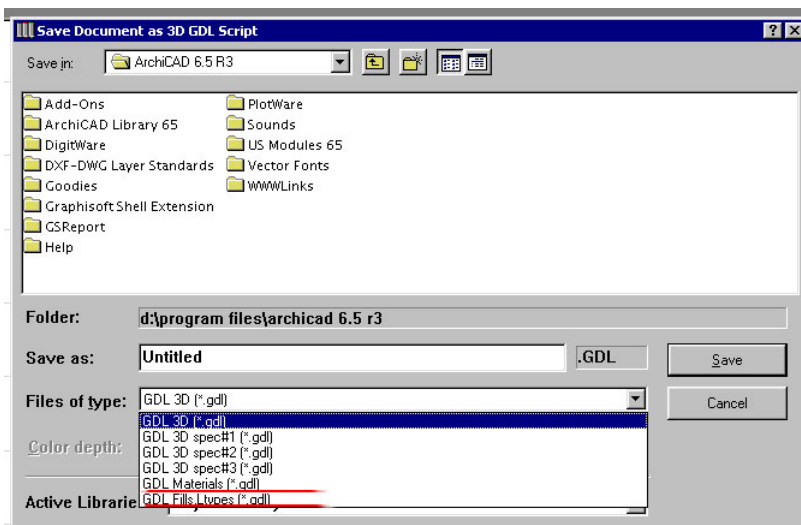 Save Document as 3D GDL Script
Save in: ArchiCAD 6.5 R3
Add-Ons
ArchiCAD Library 65
DigitWare
DXF-DWG Layer Standards
Goodies
Graphisoft Shell Extension
GSReport
Help
PlotWare
Sounds
US Modules 65
Vector Fonts
WWWLinks
Folder: d:\program files\archicad 6.5 r3
Save as: Untitled .GDL Save
Files of type: GDL 3D (*.gdl) Cancel
GDL 3D (*.gdl)
GDL 3D spec#1 (*.gdl)
GDL 3D spec#2 (*.gdl)
GDL 3D spec#3 (*.gdl)
GDL Materials (*.gdl)
GDL Fills,Ltypes (*.gdl)
Color depth:
Active Librarie